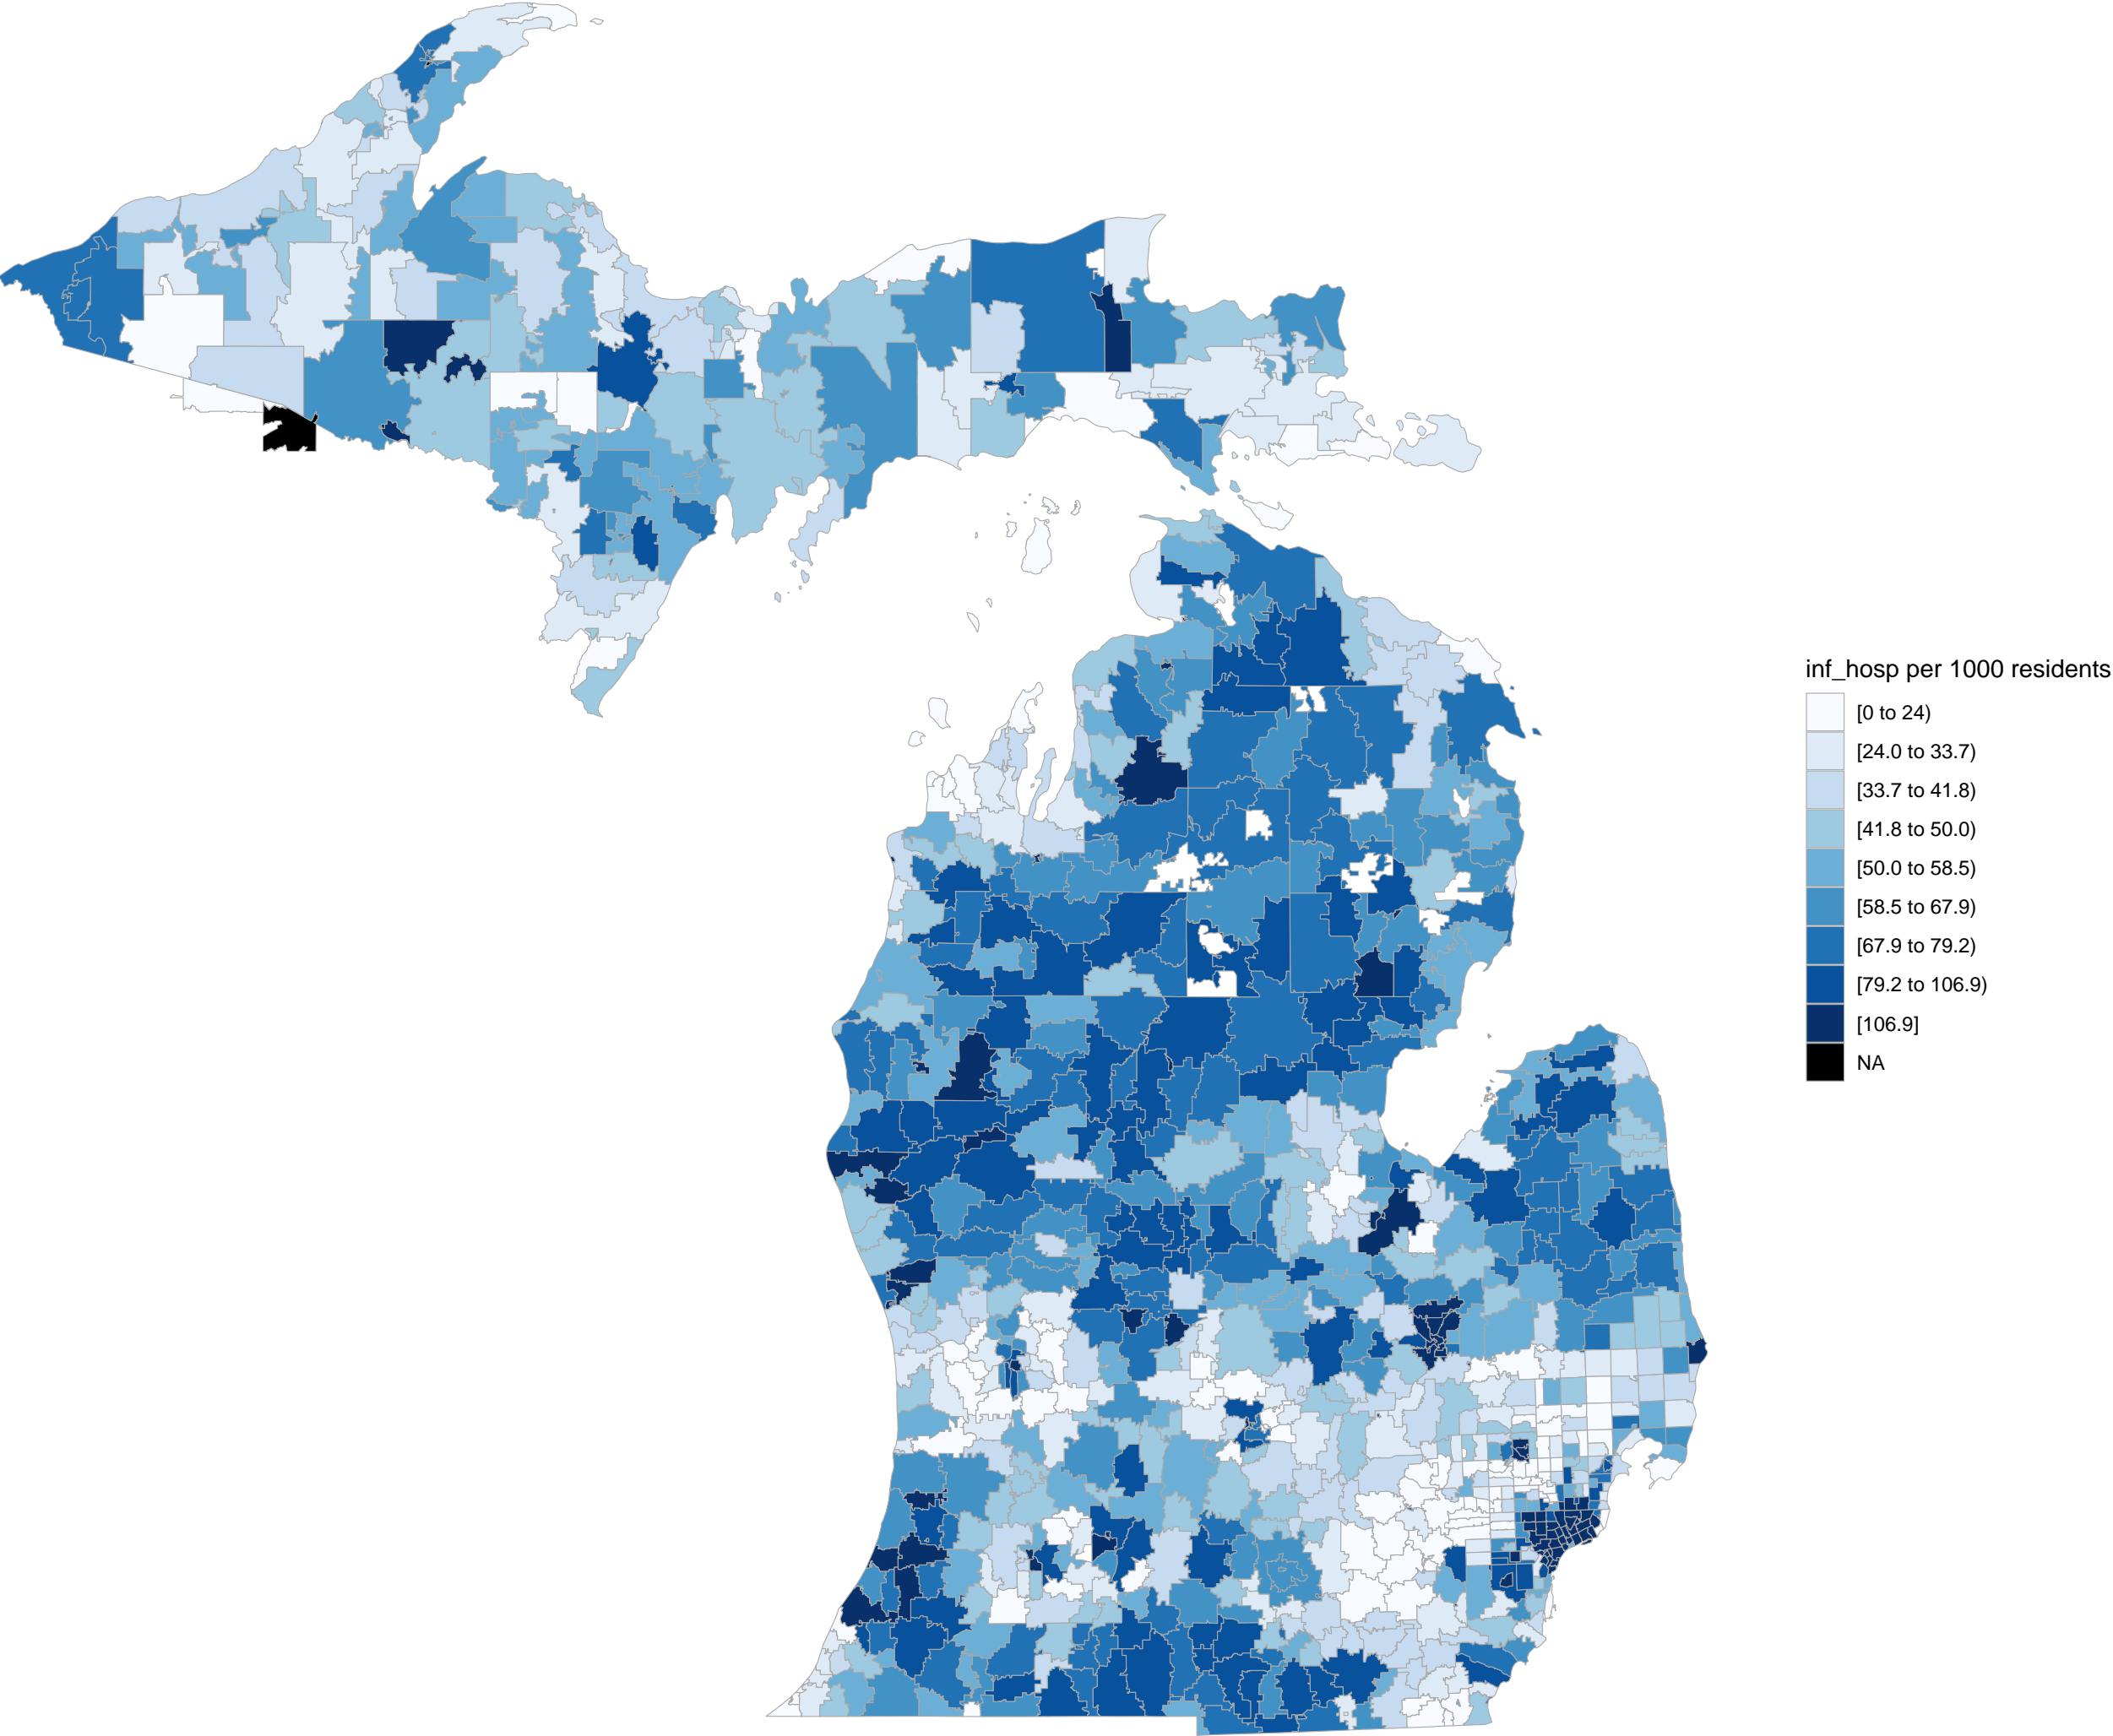 inf_hosp per 1000 residents
[0 to 24)
[24.0 to 33.7)
[33.7 to 41.8)
[41.8 to 50.0)
[50.0 to 58.5)
[58.5 to 67.9)
[67.9 to 79.2)
[79.2 to 106.9)
[106.9]
NA